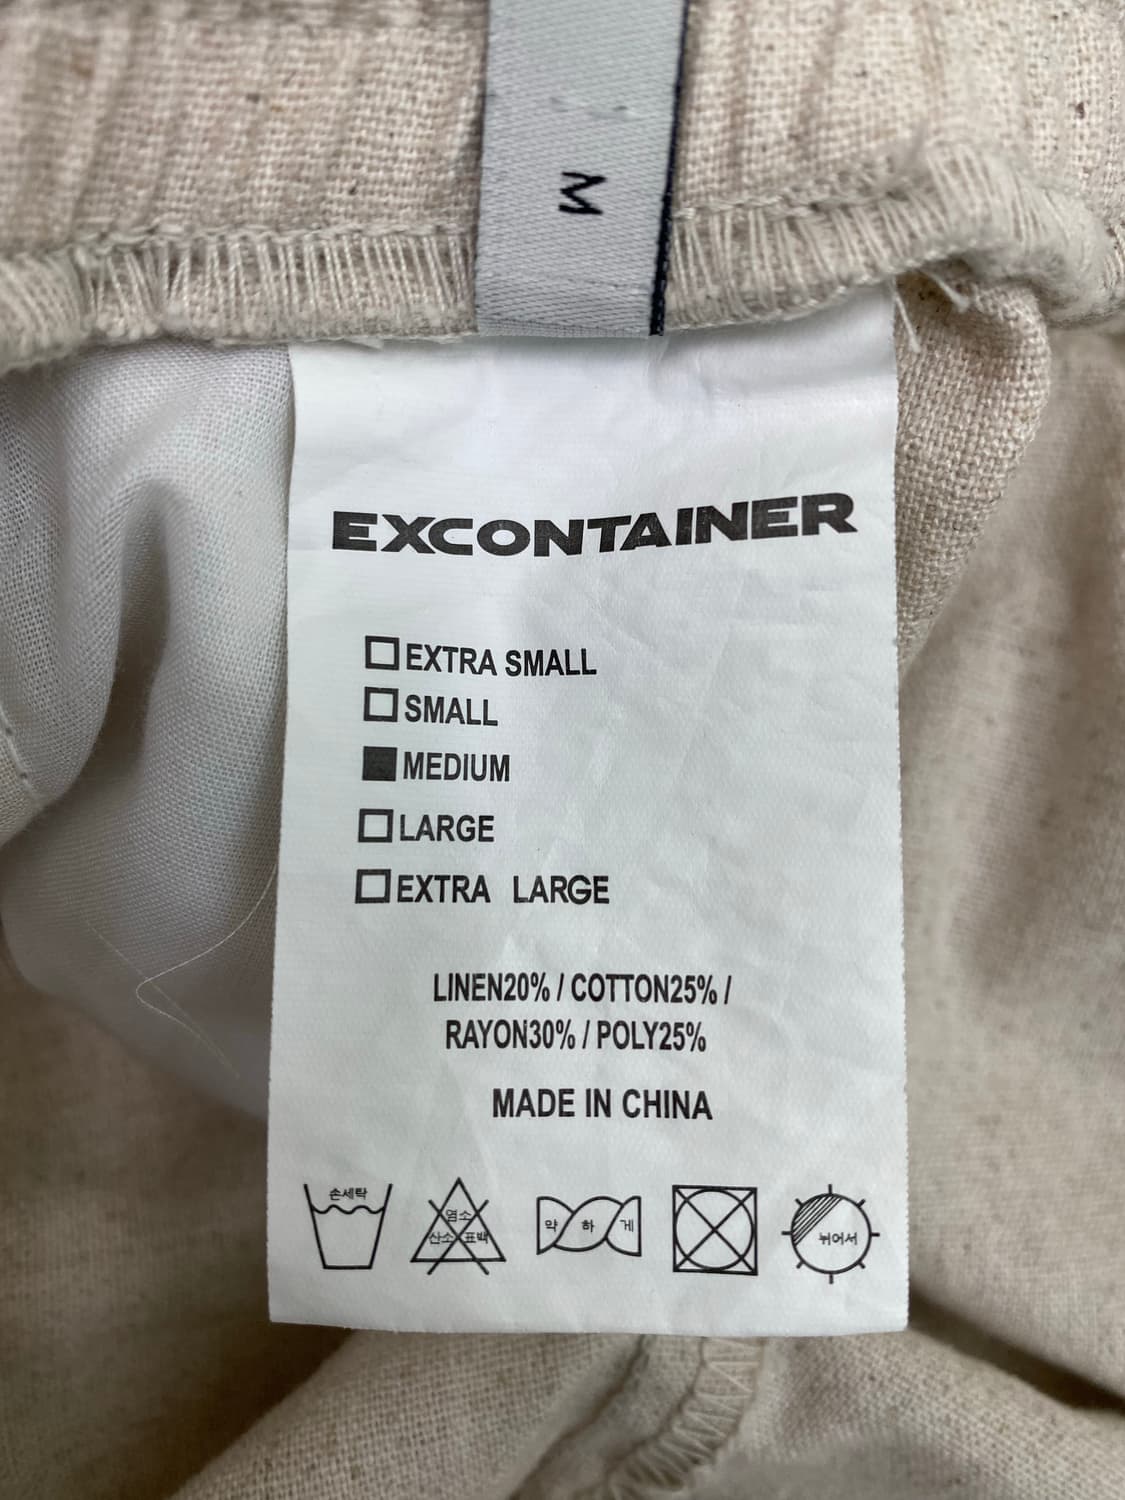 M
EXCONTAINER
EXTRA SMALL
SMALL
MEDIUM
LARGE
EXTRA LARGE
LINEN20% / COTTON25% /
RAYON30% / POLY25%
MADE IN CHINA
손세탁
염소
산소 표백
약 하 게
뉘어서